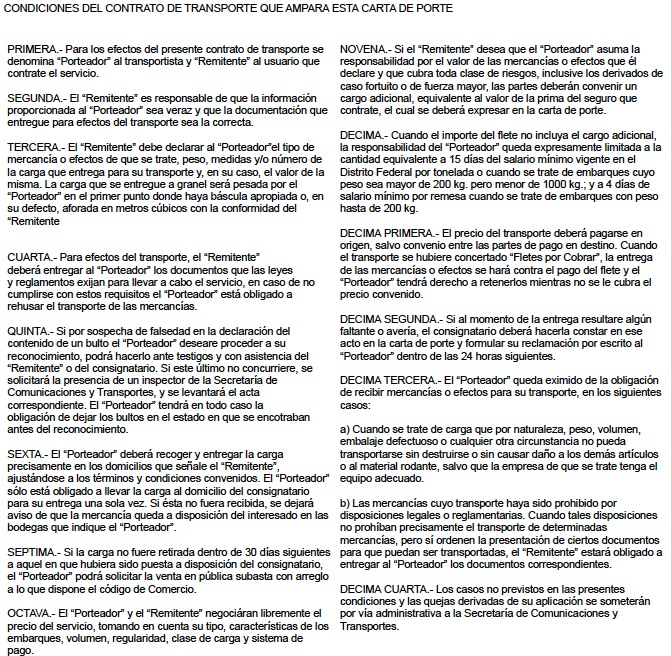 CONDICIONES DEL CONTRATO DE TRANSPORTE QUE AMPARA ESTA CARTA DE PORTE
PRIMERA.- Para los efectos del presente contrato de transporte se
denomina “Porteador” al transportista y “Remitente” al usuario que
contrate el servicio.
SEGUNDA.- El “Remitente” es responsable de que la información
proporcionada al “Porteador” sea veraz y que la documentación que
entregue para efectos del transporte sea la correcta.
TERCERA.- El “Remitente” debe declarar al “Porteador”el tipo de
mercancía o efectos de que se trate, peso, medidas y/o número de
la carga que entrega para su transporte y, en su caso, el valor de la
misma. La carga que se entregue a granel será pesada por el
“Porteador” en el primer punto donde haya báscula apropiada o, en
su defecto, aforada en metros cúbicos con la conformidad del
“Remitente
CUARTA.- Para efectos del transporte, el “Remitente”
deberá entregar al “Porteador” los documentos que las leyes
y reglamentos exijan para llevar a cabo el servicio, en caso de no
cumplirse con estos requisitos el “Porteador” está obligado a
rehusar el transporte de las mercancías.
QUINTA.- Si por sospecha de falsedad en la declaración del
contenido de un bulto el “Porteador” deseare proceder a su
reconocimiento, podrá hacerlo ante testigos y con asistencia del
“Remitente” o del consignatario. Si este último no concurriere, se
solicitará la presencia de un inspector de la Secretaría de
Comunicaciones y Transportes, y se levantará el acta
correspondiente. El “Porteador” tendrá en todo caso la
obligación de dejar los bultos en el estado en que se encotraban
antes del reconocimiento.
SEXTA.- El “Porteador” deberá recoger y entregar la carga
precisamente en los domicilios que señale el “Remitente”,
ajustándose a los términos y condiciones convenidos. El “Porteador”
sólo está obligado a llevar la carga al domicilio del consignatario
para su entrega una sola vez. Si ésta no fuera recibida, se dejará
aviso de que la mercancía queda a disposición del interesado en las
bodegas que indique el “Porteador”.
SEPTIMA.- Si la carga no fuere retirada dentro de 30 días siguientes
a aquel en que hubiera sido puesta a disposición del consignatario,
el “Porteador” podrá solicitar la venta en pública subasta con arreglo
a lo que dispone el código de Comercio.
OCTAVA.- El “Porteador” y el “Remitente” negociáran libremente el
precio del servicio, tomando en cuenta su tipo, características de los
embarques, volumen, regularidad, clase de carga y sistema de
pago.
NOVENA.- Si el “Remitente” desea que el “Porteador” asuma la
responsabilidad por el valor de las mercancías o efectos que él
declare y que cubra toda clase de riesgos, inclusive los derivados de
caso fortuito o de fuerza mayor, las partes deberán convenir un
cargo adicional, equivalente al valor de la prima del seguro que
contrate, el cual se deberá expresar en la carta de porte.
DECIMA.- Cuando el importe del flete no incluya el cargo adicional,
la responsabilidad del “Porteador” queda expresamente limitada a la
cantidad equivalente a 15 días del salario mínimo vigente en el
Distrito Federal por tonelada o cuando se trate de embarques cuyo
peso sea mayor de 200 kg. pero menor de 1000 kg.; y a 4 días de
salario mínimo por remesa cuando se trate de embarques con peso
hasta de 200 kg.
DECIMA PRIMERA.- El precio del transporte deberá pagarse en
origen, salvo convenio entre las partes de pago en destino. Cuando
el transporte se hubiere concertado “Fletes por Cobrar”, la entrega
de las mercancías o efectos se hará contra el pago del flete y el
“Porteador” tendrá derecho a retenerlos mientras no se le cubra el
precio convenido.
DECIMA SEGUNDA.- Si al momento de la entrega resultare algún
faltante o avería, el consignatario deberá hacerla constar en ese
acto en la carta de porte y formular su reclamación por escrito al
“Porteador” dentro de las 24 horas siguientes.
DECIMA TERCERA.- El “Porteador” queda eximido de la obligación
de recibir mercancías o efectos para su transporte, en los siguientes
casos:
a) Cuando se trate de carga que por naturaleza, peso, volumen,
embalaje defectuoso o cualquier otra circunstancia no pueda
transportarse sin destruirse o sin causar daño a los demás artículos
o al material rodante, salvo que la empresa de que se trate tenga el
equipo adecuado.
b) Las mercancías cuyo transporte haya sido prohibido por
disposiciones legales o reglamentarias. Cuando tales disposiciones
no prohíban precisamente el transporte de determinadas
mercancías, pero sí ordenen la presentación de ciertos documentos
para que puedan ser transportadas, el “Remitente” estará obligado a
entregar al “Porteador” los documentos correspondientes.
DECIMA CUARTA.- Los casos no previstos en las presentes
condiciones y las quejas derivadas de su aplicación se someterán
por vía administrativa a la Secretaría de Comunicaciones y
Transportes.